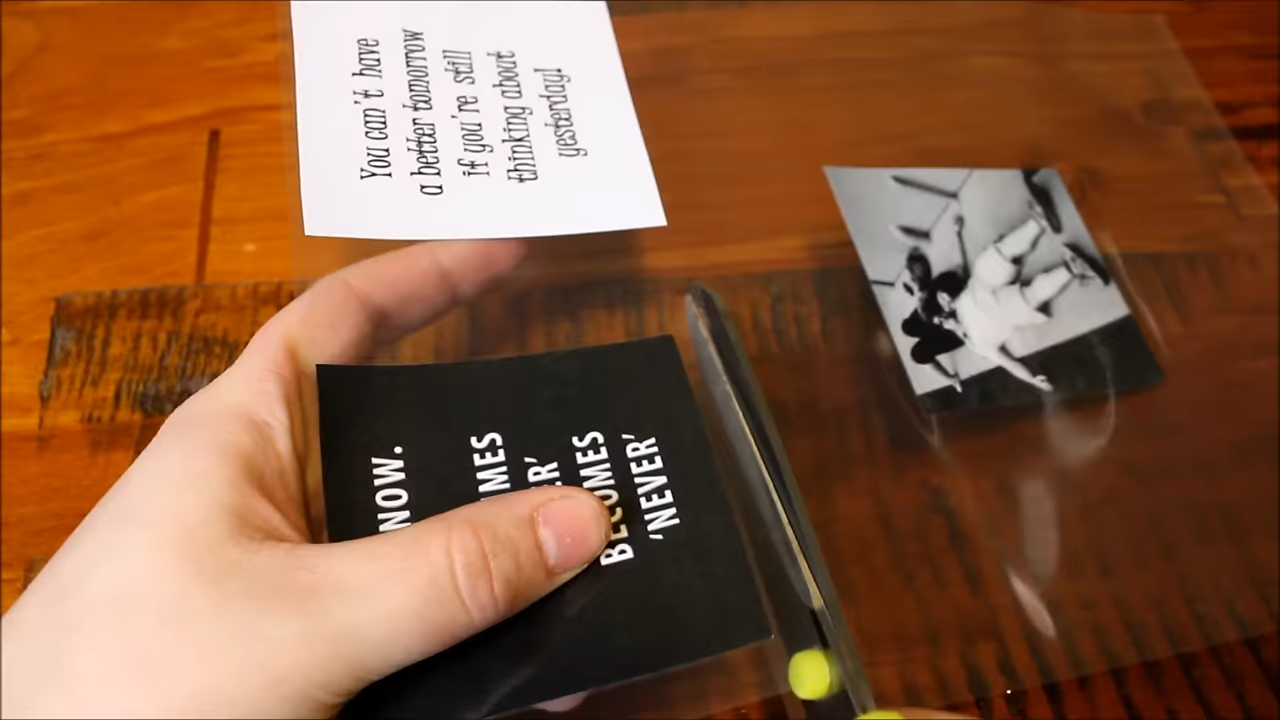 You can't have
a better tomorrow
if you're still
thinking about
yesterday!
NOW.
BECOMES
'NEVER'